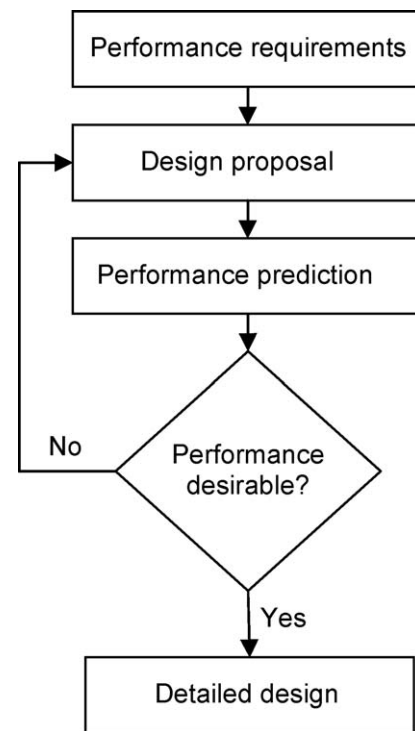 Performance requirements
Design proposal
Performance prediction
Performance
desirable?
No
Yes
Detailed design